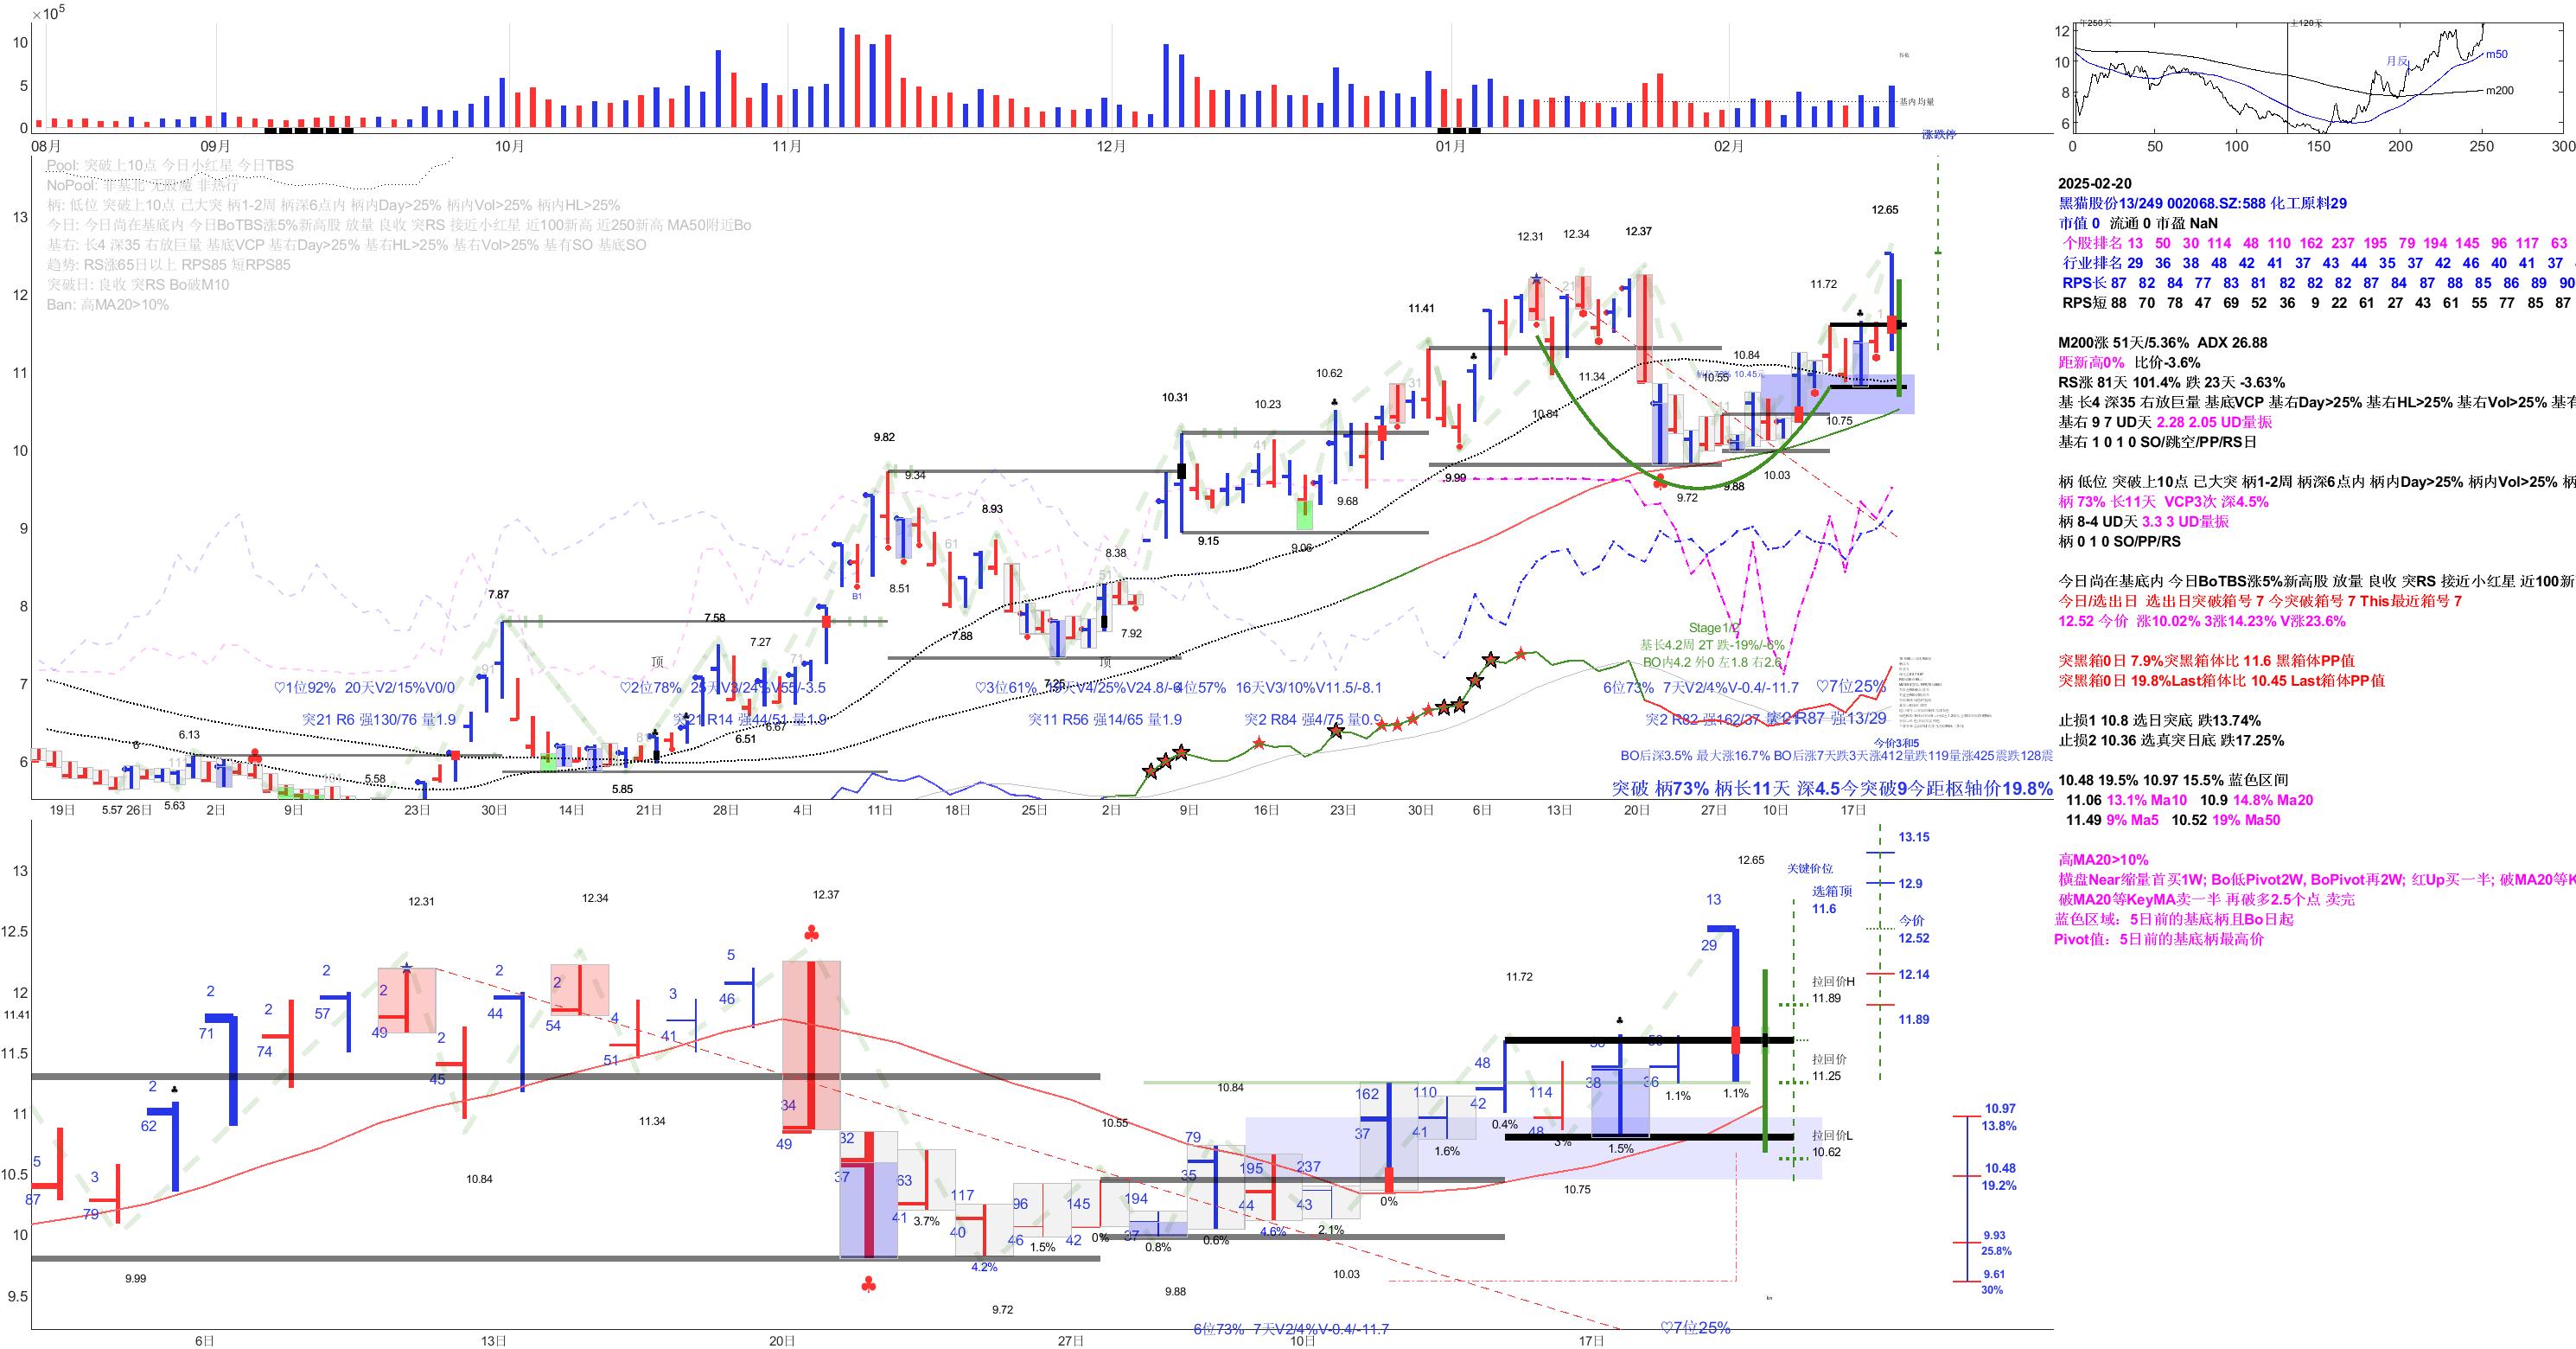 ×10⁵
10
5
0
08月 09月 10月 11月 12月 01月 02月
基内均量
涨跌停
12
10
8
6
年250天
上120天
月反
m50
m200
0 50 100 150 200 250 300
Pool: 突破上10点 今日小红星 今日TBS
NoPool: 非基北 无股魔 非热行
柄: 低位 突破上10点 己大突 柄1-2周 柄深6点内 柄内Day>25% 柄内Vol>25% 柄内HL>25%
今日: 今日尚在基底内 今日BoTBS涨5%新高股 放量 良收 突RS 接近小红星 近100新高 近250新高 MA50附近Bo
基右: 长4 深35 右放巨量 基底VCP 基右Day>25% 基右HL>25% 基右Vol>25% 基有SO 基底SO
趋势: RS涨65日以上 RPS85 短RPS85
突破日: 良收 突RS Bo破M10
Ban: 高MA20>10%
13
12
11
10
9
8
7
6
12.65
12.31 12.34 12.37
11.72
11.41
11.34
10.84
10.84
10.55
10.75
10.62
10.31
10.23
10.03
9.99
9.88
9.72
9.82
9.34
9.68
9.15
9.06
8.93
8.51
8.38
7.92
7.88
7.87
7.58
7.27
7.25
6.67
6.51
6.13
5.58
5.85
5.57
5.63
B1
顶
顶
♡1位92% 20天V2/15%V0/0
突21 R6 强130/76 量1.9
♡2位78% 25天V3/24%V55/-3.5
突21 R14 强44/51 量1.9
♡3位61%
突11 R56 强14/65 量1.9
4位57% 16天V3/10%V11.5/-8.1
突2 R84 强4/75 量0.9
Stage1/2
基长4.2周 2T 跌-19%/-6%
BO内4.2 外0 左1.8 右2.6
6位73% 7天V2/4%V-0.4/-11.7 ♡7位25%
突2 R82 强162/37
R87 强13/29
今价3和5
BO后深3.5% 最大涨16.7% BO后涨7天跌3天涨412量跌119量涨425震跌128震
突破 柄73% 柄长11天 深4.5今突破9今距枢轴价19.8%
19日 26日 2日 9日 23日 30日 14日 21日 28日 4日 11日 18日 25日 2日 9日 16日 23日 30日 6日 13日 20日 27日 10日 17日
2025-02-20
黑猫股份13/249 002068.SZ:588 化工原料29
市值 0 流通 0 市盈 NaN
个股排名 13 50 30 114 48 110 162 237 195 79 194 145 96 117 63
行业排名 29 36 38 48 42 41 37 43 44 35 37 42 46 40 41 37
RPS长 87 82 84 77 83 81 82 82 82 87 84 87 88 85 86 89 90
RPS短 88 70 78 47 69 52 36 9 22 61 27 43 61 55 77 85 87
M200涨 51天/5.36% ADX 26.88
距新高0% 比价-3.6%
RS涨 81天 101.4% 跌 23天 -3.63%
基 长4 深35 右放巨量 基底VCP 基右Day>25% 基右HL>25% 基右Vol>25% 基有
基右 9 7 UD天 2.28 2.05 UD量振
基右 1 0 1 0 SO/跳空/PP/RS日
柄 低位 突破上10点 己大突 柄1-2周 柄深6点内 柄内Day>25% 柄内Vol>25% 柄
柄 73% 长11天 VCP3次 深4.5%
柄 8-4 UD天 3.3 3 UD量振
柄 0 1 0 SO/PP/RS
今日尚在基底内 今日BoTBS涨5%新高股 放量 良收 突RS 接近小红星 近100新
今日/选出日 选出日突破箱号 7 今突破箱号 7 This最近箱号 7
12.52 今价 涨10.02% 3涨14.23% V涨23.6%
突黑箱0日 7.9%突黑箱体比 11.6 黑箱体PP值
突黑箱0日 19.8%Last箱体比 10.45 Last箱体PP值
止损1 10.8 选日突底 跌13.74%
止损2 10.36 选真突日底 跌17.25%
10.48 19.5% 10.97 15.5% 蓝色区间
11.06 13.1% Ma10 10.9 14.8% Ma20
11.49 9% Ma5 10.52 19% Ma50
高MA20>10%
横盘Near缩量首买1W; Bo低Pivot2W, BoPivot再2W; 红Up买一半; 破MA20等K
破MA20等KeyMA卖一半 再破多2.5个点 卖完
蓝色区域: 5日前的基底柄且Bo日起
Pivot值: 5日前的基底柄最高价
13
12.5
12
11.41
11.5
11
10.5
10
9.5
12.31
12.34
12.37
11.72
12.65
11.34
10.84
10.84
10.55
10.75
10.03
9.99
9.88
9.72
5 87
3 79
2 62
2 71
2 74
2 57
2 49
2 45
2 44
2 54
4 51
3 41
5 46
34 49
32 37
63 41 3.7%
117 40 4.2%
96 46 1.5%
145 42 0%
194 37 0.8%
79 35 0.6%
195 44 4.6%
237 43 2.1%
162 37 0%
110 41 1.6%
48 42 0.4%
114 48 3%
38 1.5%
36 1.1%
13 29 1.1%
关键价位
选箱顶
11.6
拉回价H
11.89
拉回价
11.25
拉回价L
10.62
13.15
12.9
今价
12.52
12.14
11.89
10.97
13.8%
10.48
19.2%
9.93
25.8%
9.61
30%
6位73% 7天V2/4%V-0.4/-11.7
♡7位25%
6日 13日 20日 27日 10日 17日